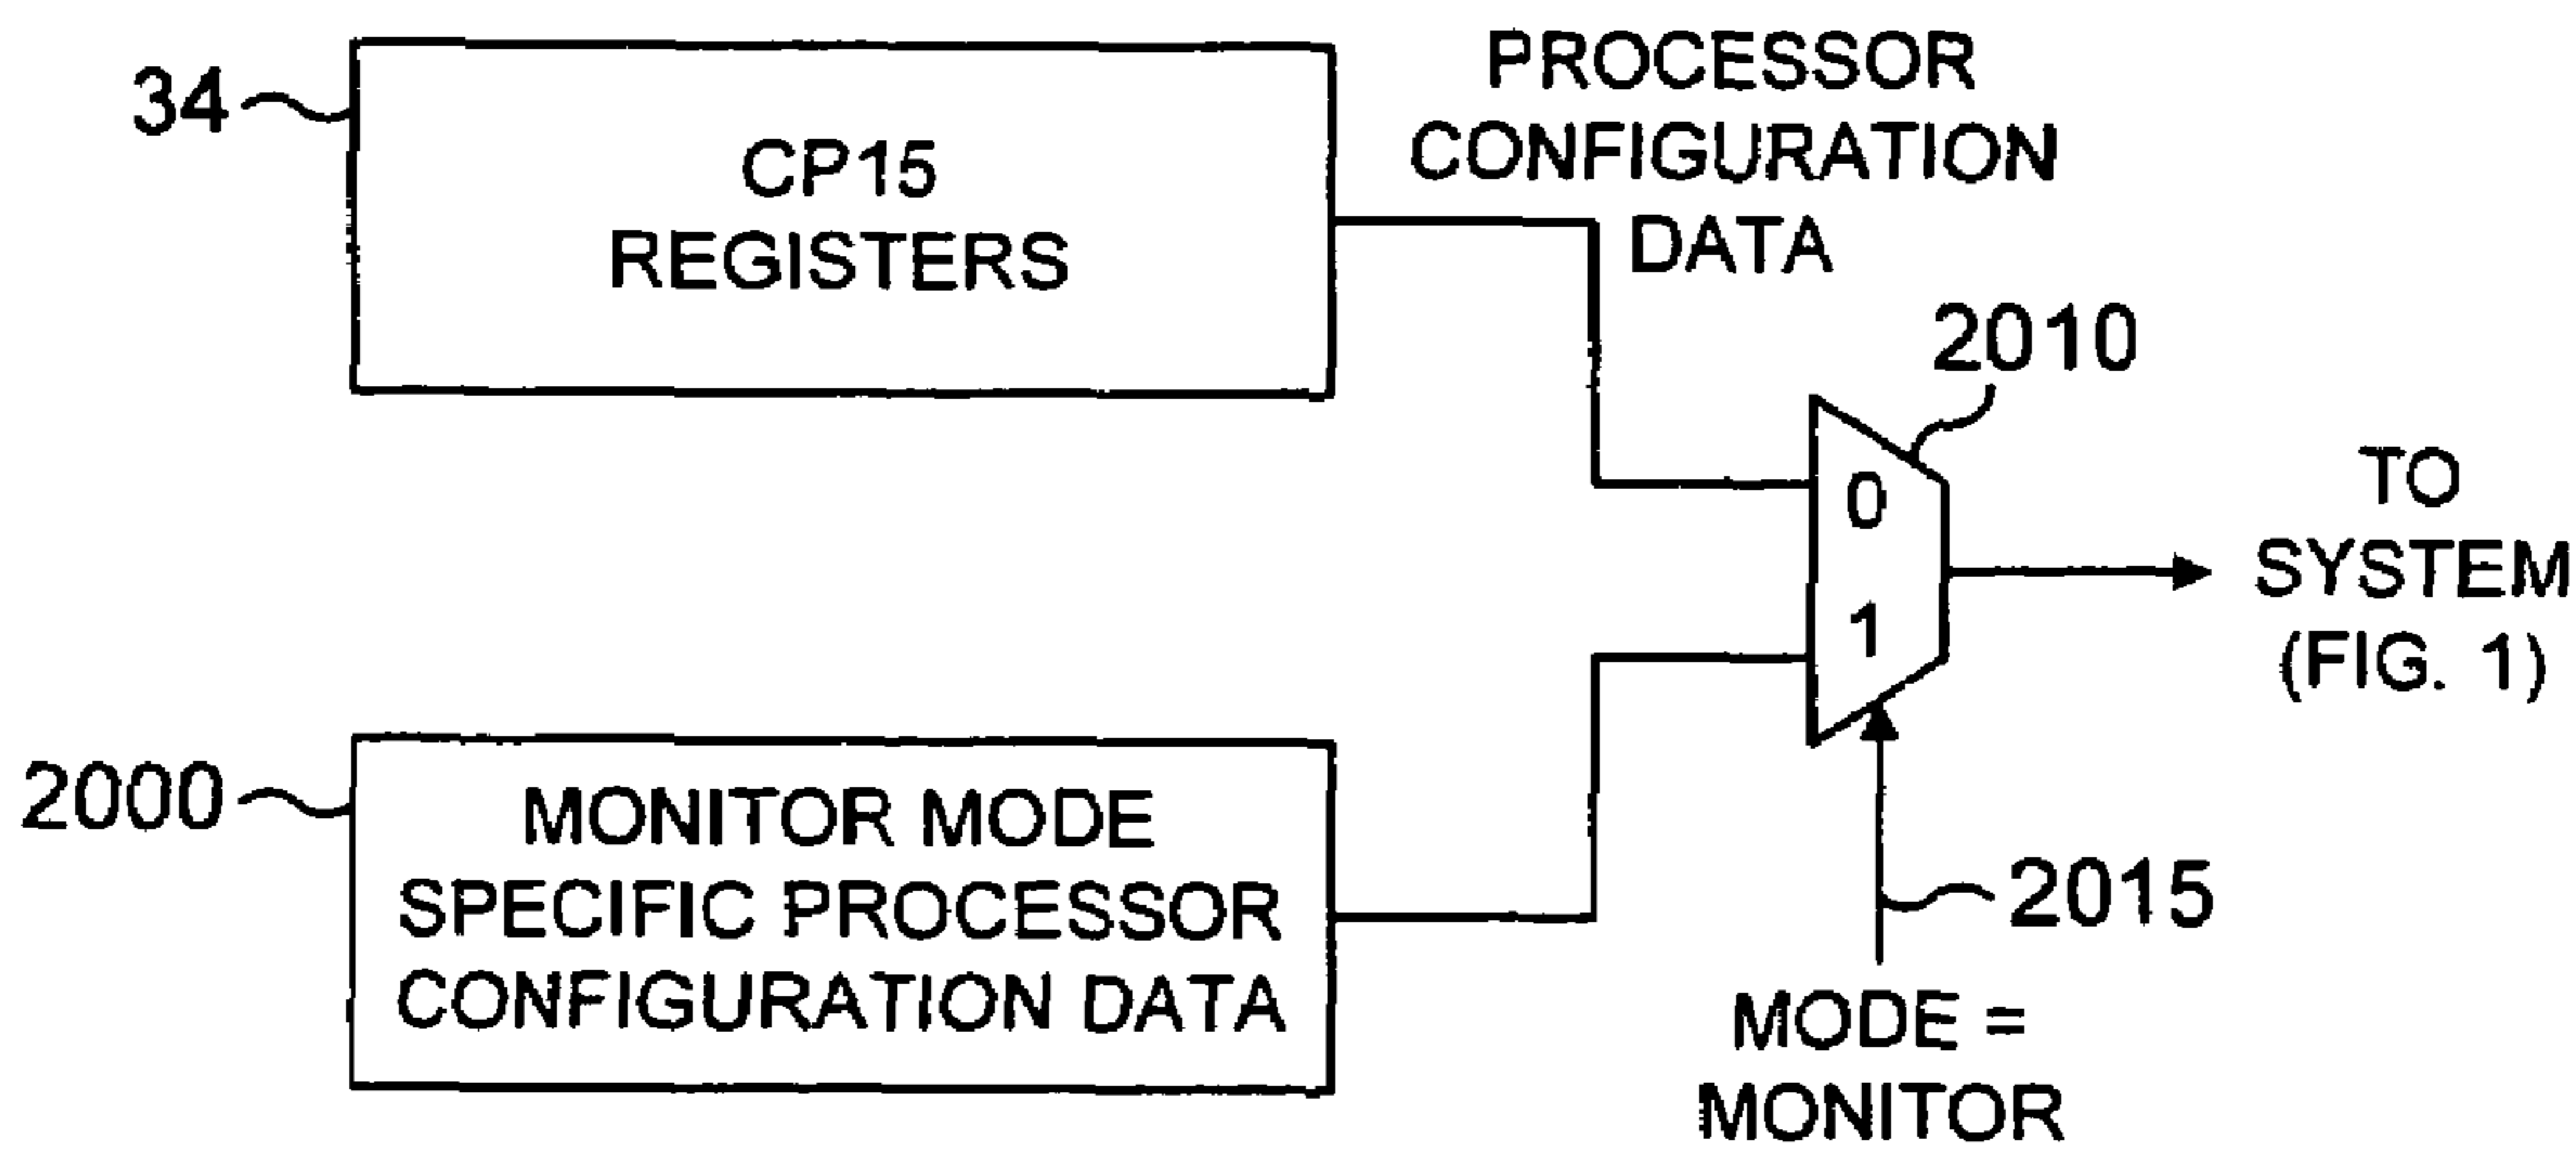 34
CP15
REGISTERS
PROCESSOR
CONFIGURATION
DATA
2010
0
1
TO
SYSTEM
(FIG. 1)
2000
MONITOR MODE
SPECIFIC PROCESSOR
CONFIGURATION DATA
2015
MODE =
MONITOR